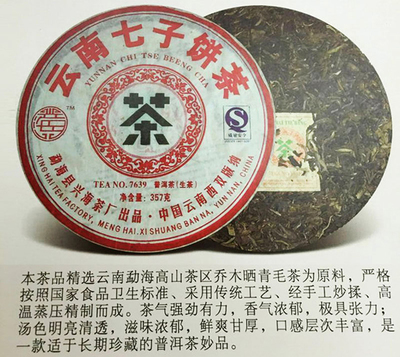 云南七子饼茶
YUNNAN CHI TSE BEENG CHA
TM
茶
TEA NO.7639 普洱茶(生茶)
净含量:357克
勐海县兴海茶厂出品·中国云南西双版纳
XING HAI TEA FACTORY, MENG HAI. XI SHUANG BAN NA, YUN NAN, CHINA
本茶品精选云南勐海高山茶区乔木晒青毛茶为原料,严格
按照国家食品卫生标准、采用传统工艺、经手工炒揉、高
温蒸压精制而成。茶气强劲有力,香气浓郁,极具张力;
汤色明亮清透,滋味浓郁,鲜爽甘厚,口感层次丰富,是
一款适于长期珍藏的普洱茶妙品。